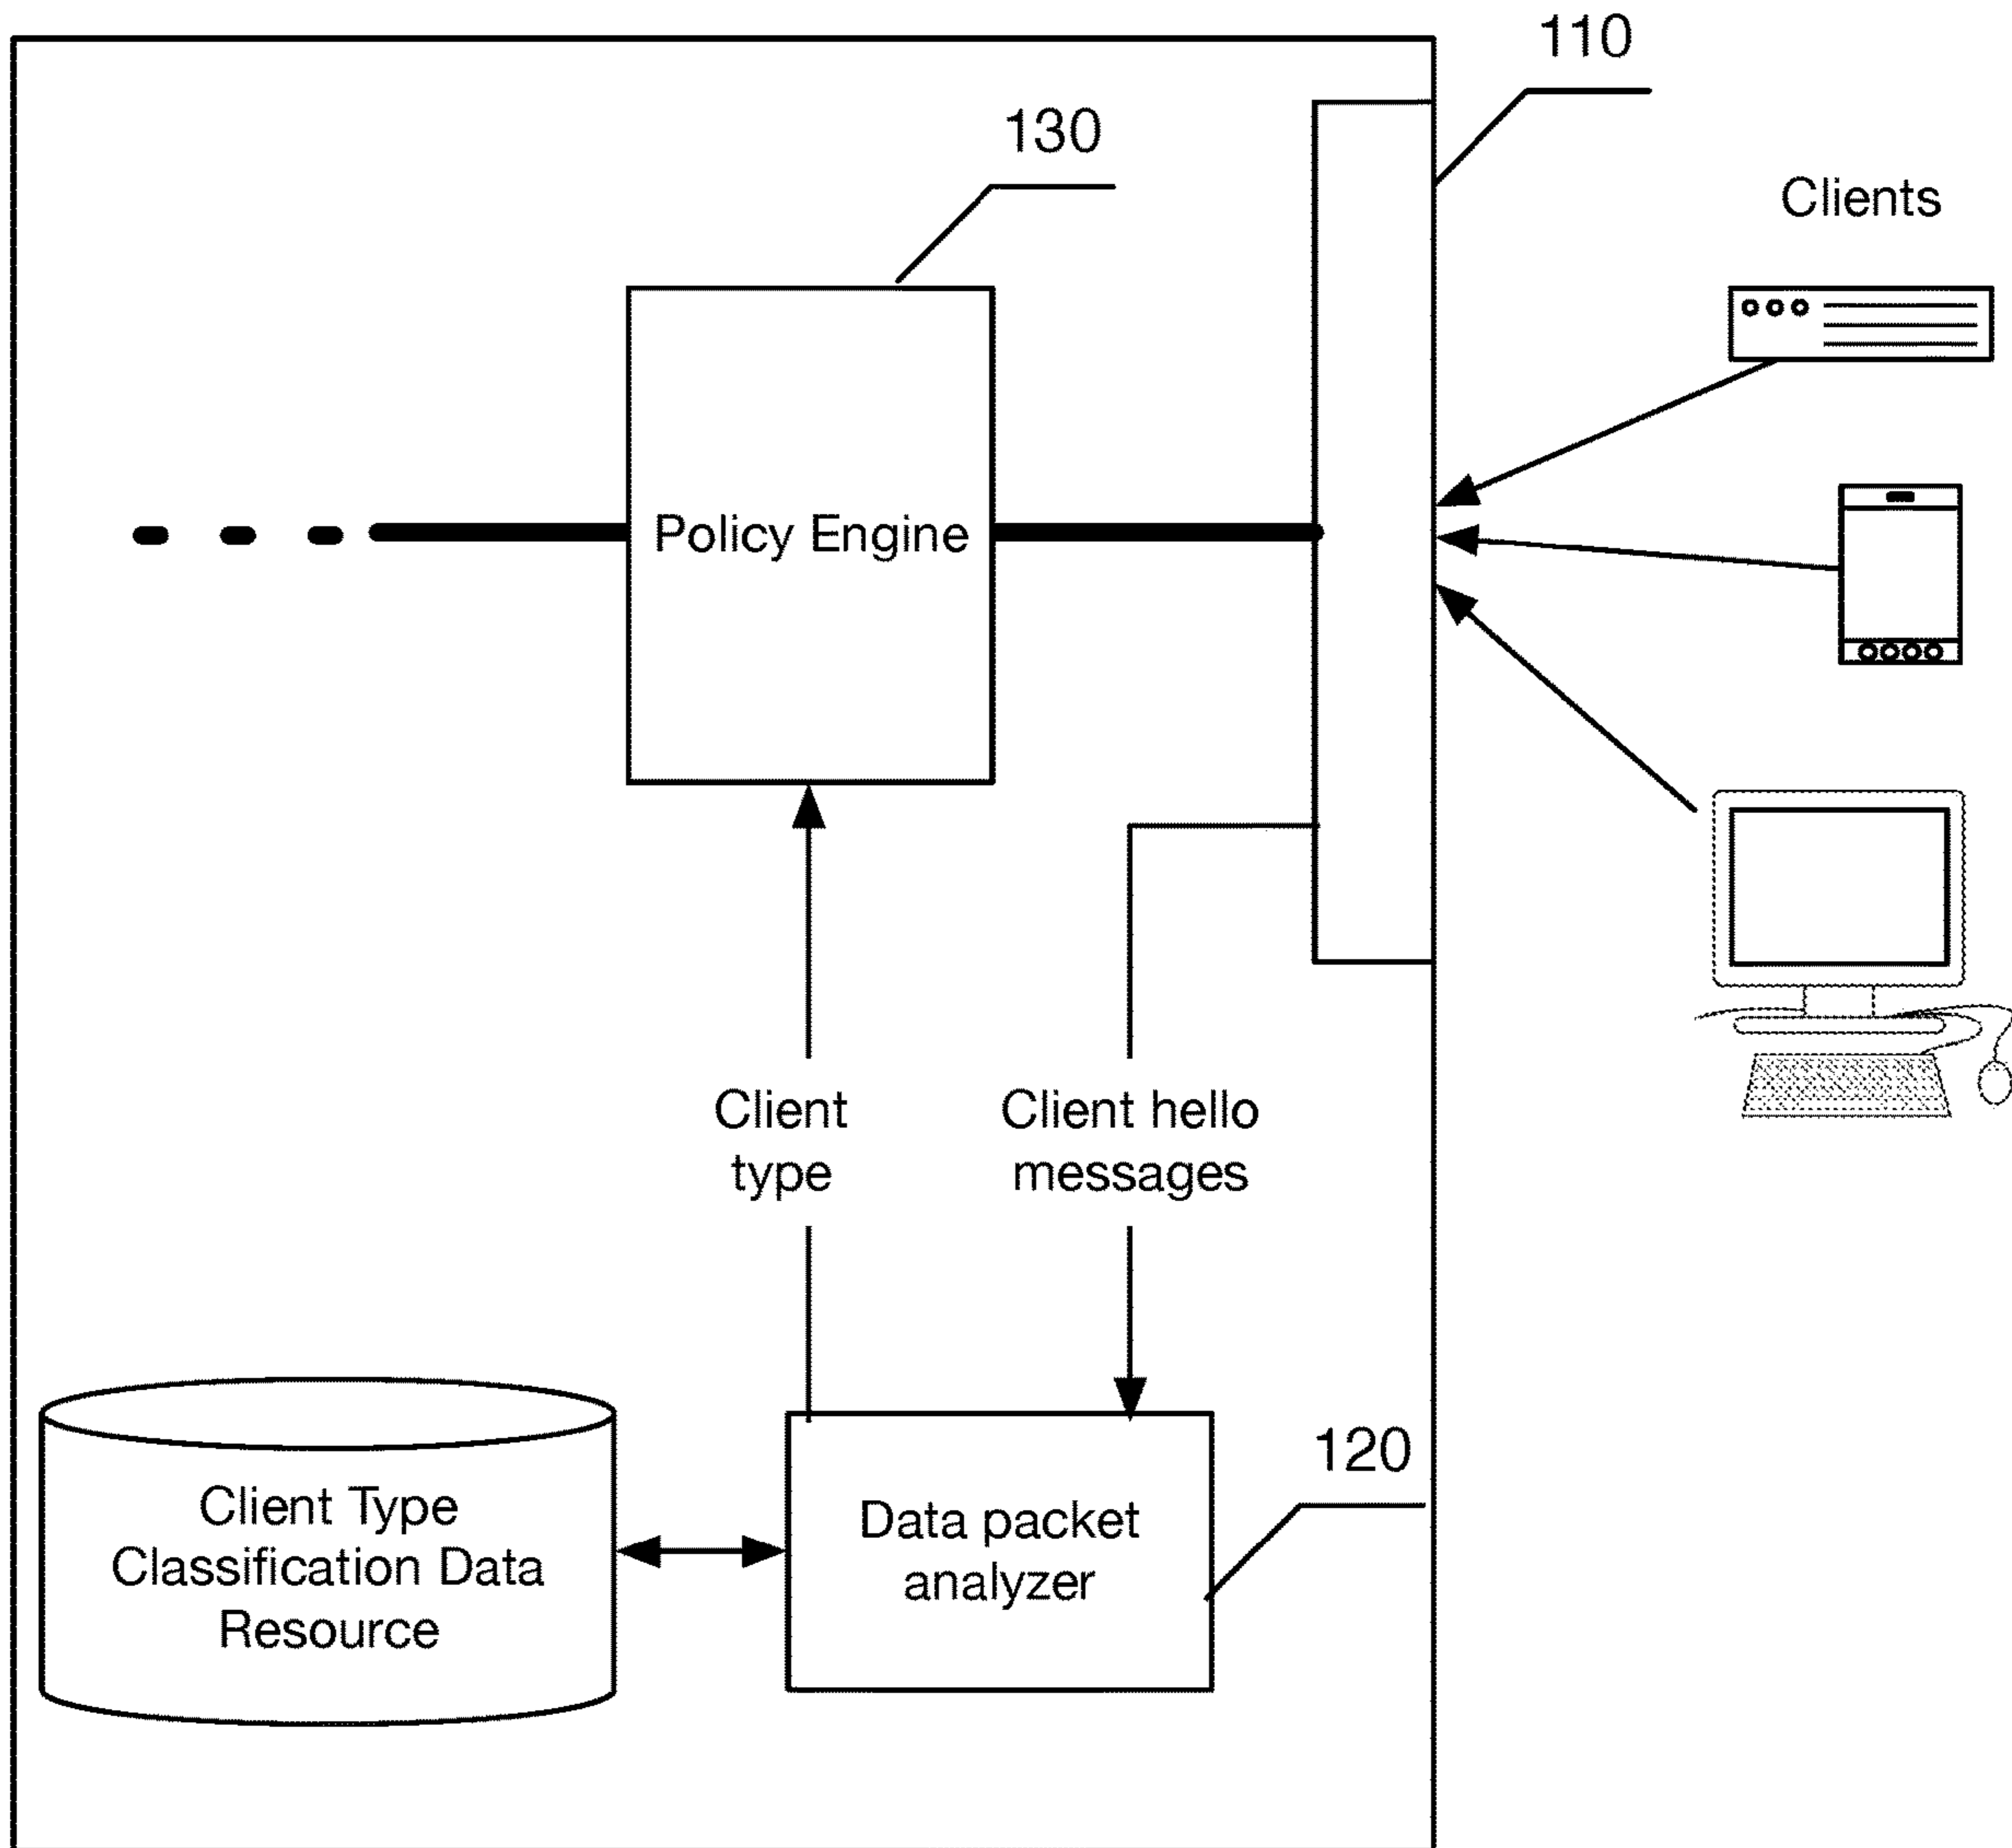 110
130
Clients
Policy Engine
Client
type
Client hello
messages
120
Client Type
Classification Data
Resource
Data packet
analyzer